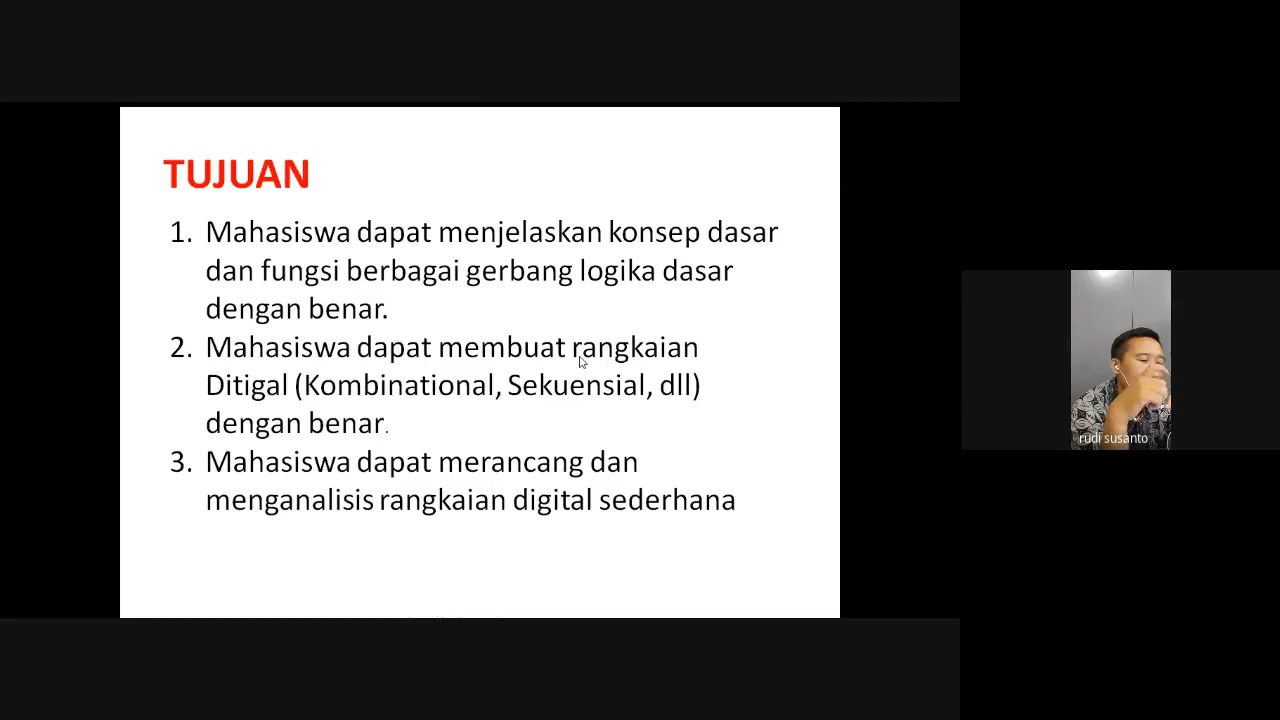 TUJUAN
1. Mahasiswa dapat menjelaskan konsep dasar
dan fungsi berbagai gerbang logika dasar
dengan benar.
2. Mahasiswa dapat membuat rangkaian
Ditigal (Kombinational, Sekuensial, dll)
dengan benar.
3. Mahasiswa dapat merancang dan
menganalisis rangkaian digital sederhana
rudi susanto